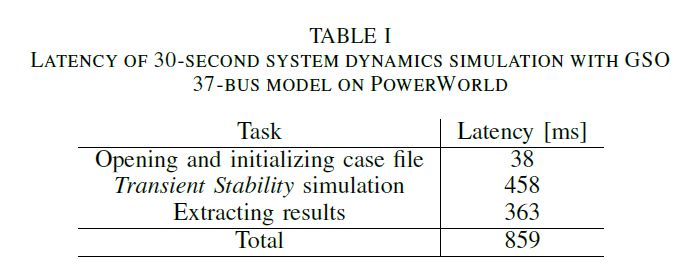 TABLE I
LATENCY OF 30-SECOND SYSTEM DYNAMICS SIMULATION WITH GSO
37-BUS MODEL ON POWERWORLD
Task Latency [ms]
Opening and initializing case file 38
Transient Stability simulation 458
Extracting results 363
Total 859